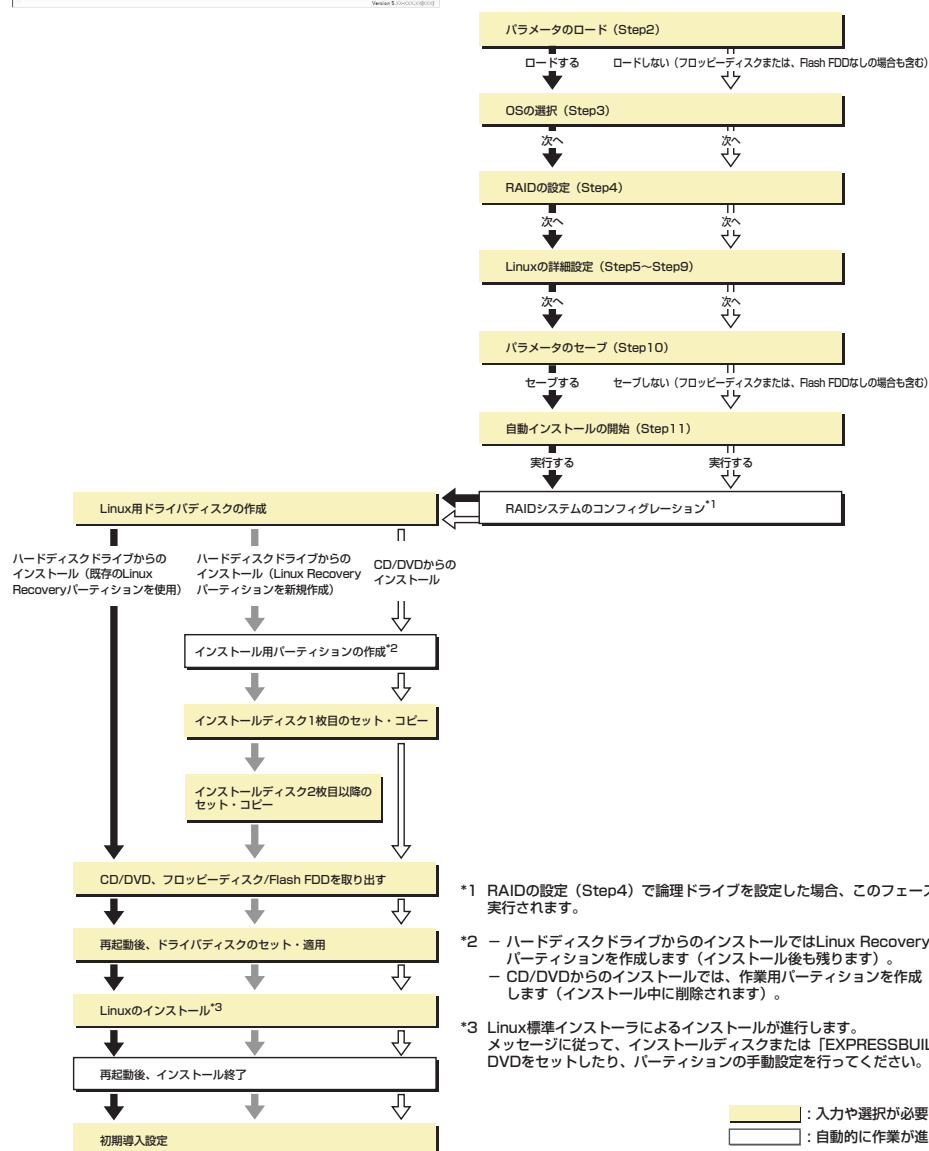 パラメータのロード（Step2）
ロードする
ロードしない（フロッピーディスクまたは、Flash FDDなしの場合も含む）
OSの選択（Step3）
次へ
次へ
RAIDの設定（Step4）
次へ
次へ
Linuxの詳細設定（Step5～Step9）
次へ
次へ
パラメータのセーブ（Step10）
セーブする
セーブしない（フロッピーディスクまたは、Flash FDDなしの場合も含む）
自動インストールの開始（Step11）
実行する
実行する
RAIDシステムのコンフィグレーション*1
Linux用ドライバディスクの作成
ハードディスクドライブからの
インストール（既存のLinux
Recoveryパーティションを使用）
ハードディスクドライブからの
インストール（Linux Recovery
パーティションを新規作成）
CD/DVDからの
インストール
インストール用パーティションの作成*2
インストールディスク1枚目のセット・コピー
インストールディスク2枚目以降の
セット・コピー
CD/DVD、フロッピーディスク/Flash FDDを取り出す
再起動後、ドライバディスクのセット・適用
Linuxのインストール*3
再起動後、インストール終了
初期導入設定
*1 RAIDの設定（Step4）で論理ドライブを設定した場合、このフェーズ
実行されます。
*2 － ハードディスクドライブからのインストールではLinux Recovery
パーティションを作成します（インストール後も残ります）。
－ CD/DVDからのインストールでは、作業用パーティションを作成
します（インストール中に削除されます）。
*3 Linux標準インストーラによるインストールが進行します。
メッセージに従って、インストールディスクまたは「EXPRESSBUIL
DVDをセットしたり、パーティションの手動設定を行ってください。
：入力や選択が必要
：自動的に作業が進